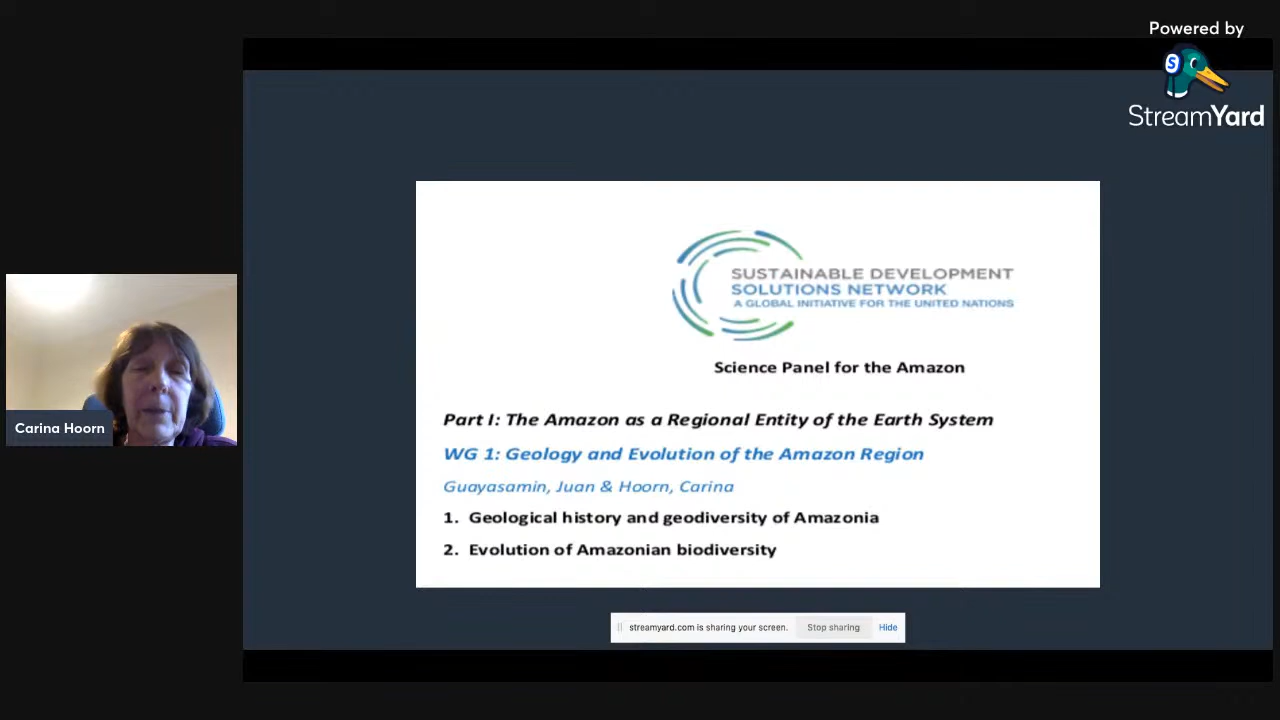 Powered by
StreamYard
SUSTAINABLE DEVELOPMENT
SOLUTIONS NETWORK
A GLOBAL INITIATIVE FOR THE UNITED NATIONS
Science Panel for the Amazon
Part I: The Amazon as a Regional Entity of the Earth System
WG 1: Geology and Evolution of the Amazon Region
Guayasamin, Juan & Hoorn, Carina
1. Geological history and geodiversity of Amazonia
2. Evolution of Amazonian biodiversity
Carina Hoorn
streamyard.com is sharing your screen. Stop sharing Hide